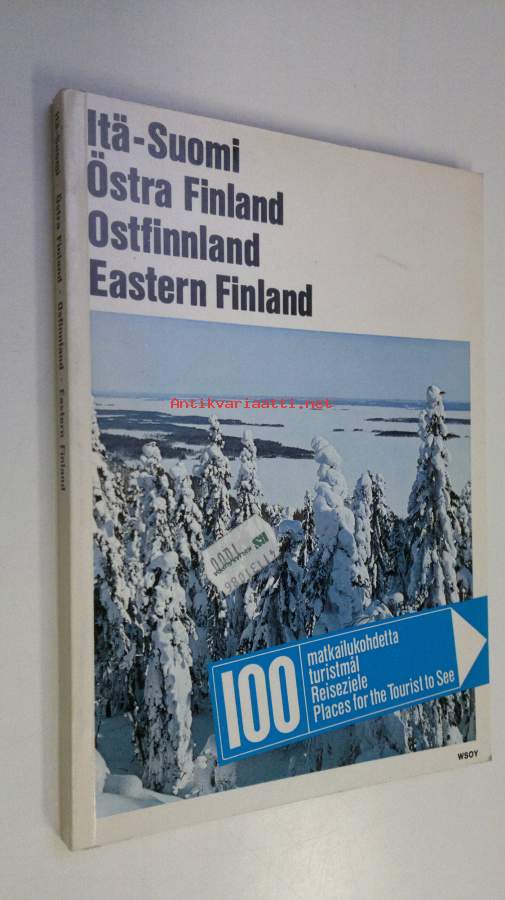 Itä-Suomi
Östra Finland
Ostfinnland
Eastern Finland
Itä-Suomi · Östra Finland · Ostfinnland · Eastern Finland
Antikvariaatti.net
1000
100
matkailukohdetta
turistmål
Reiseziele
Places for the Tourist to See
WSOY